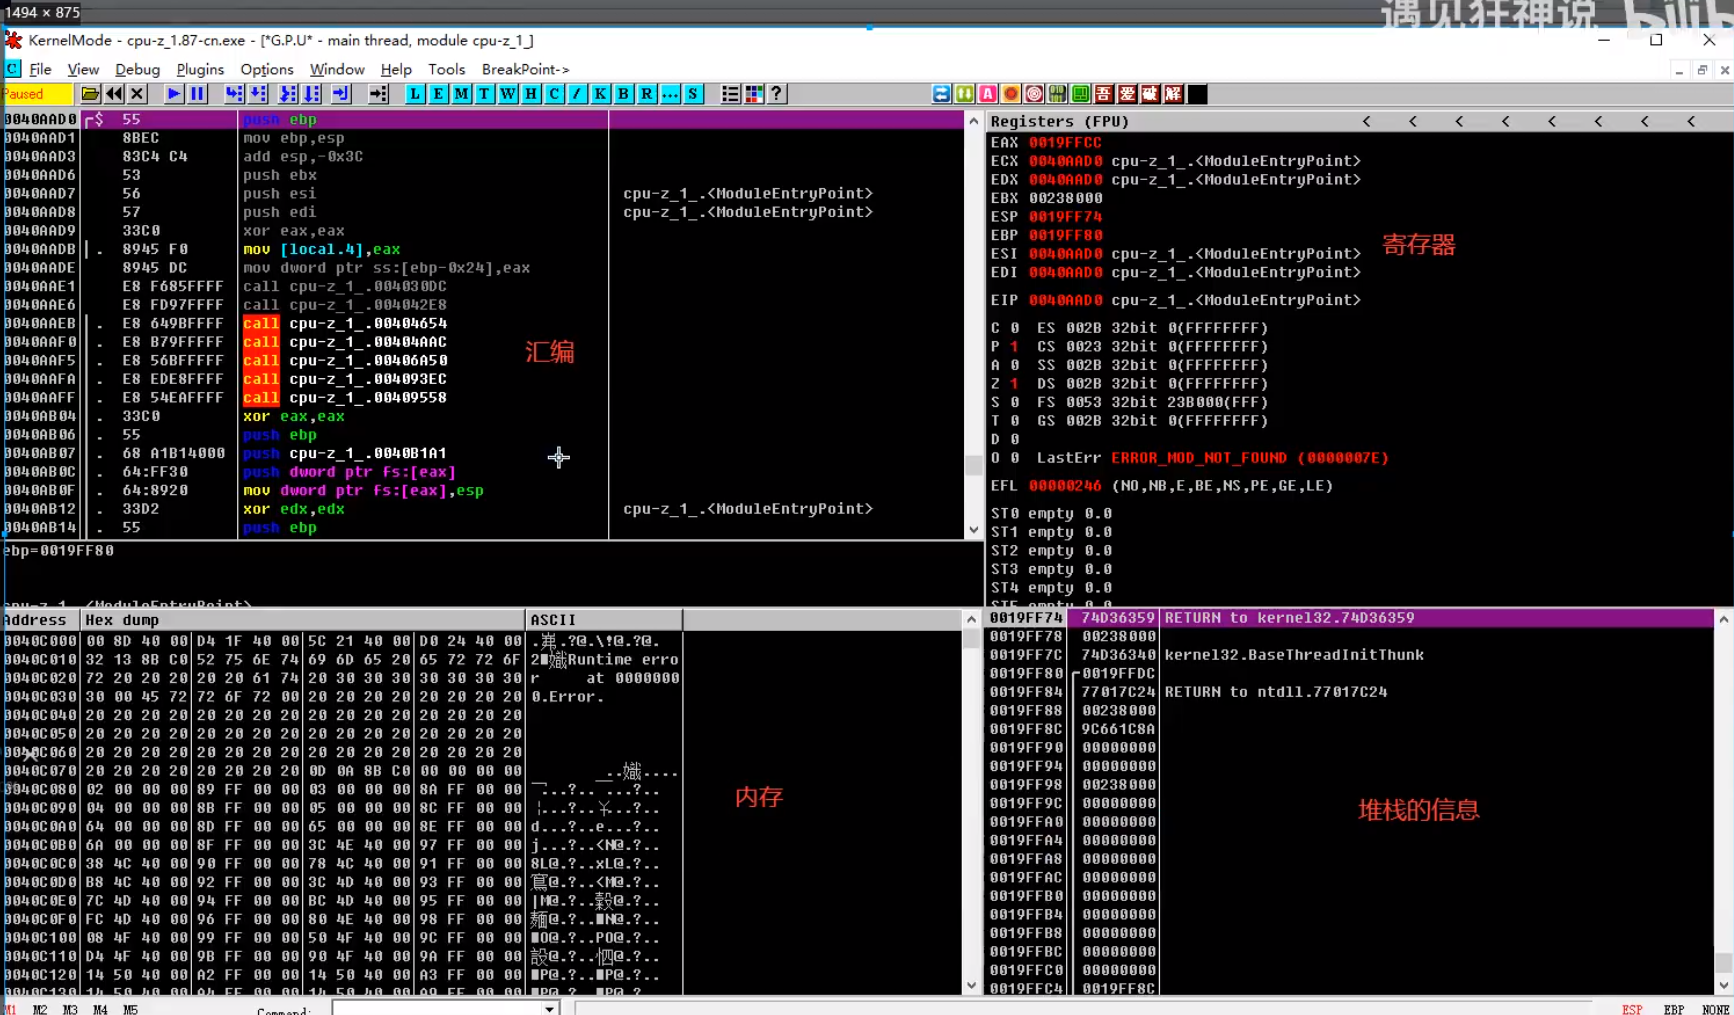 1494 × 875
遇见狂神说 bilib
KernelMode - cpu-z_1.87-cn.exe - [*G.P.U* - main thread, module cpu-z_1_]
File View Debug Plugins Options Window Help Tools BreakPoint->
Paused L E M T W H C / K B R ... S ? 吾 爱 破 解
0040AAD0 $ 55 push ebp
0040AAD1 8BEC mov ebp,esp
0040AAD3 83C4 C4 add esp,-0x3C
0040AAD6 53 push ebx
0040AAD7 56 push esi cpu-z_1_.<ModuleEntryPoint>
0040AAD8 57 push edi cpu-z_1_.<ModuleEntryPoint>
0040AAD9 33C0 xor eax,eax
0040AADB . 8945 F0 mov [local.4],eax
0040AADE 8945 DC mov dword ptr ss:[ebp-0x24],eax
0040AAE1 E8 F685FFFF call cpu-z_1_.004030DC
0040AAE6 E8 FD97FFFF call cpu-z_1_.004042E8
0040AAEB . E8 649BFFFF call cpu-z_1_.00404654
0040AAF0 . E8 B79FFFFF call cpu-z_1_.00404AAC
0040AAF5 . E8 56BFFFFF call cpu-z_1_.00406A50
0040AAFA . E8 EDE8FFFF call cpu-z_1_.004093EC
0040AAFF . E8 54EAFFFF call cpu-z_1_.00409558
0040AB04 . 33C0 xor eax,eax
0040AB06 . 55 push ebp
0040AB07 . 68 A1B14000 push cpu-z_1_.0040B1A1
0040AB0C . 64:FF30 push dword ptr fs:[eax]
0040AB0F . 64:8920 mov dword ptr fs:[eax],esp
0040AB12 . 33D2 xor edx,edx cpu-z_1_.<ModuleEntryPoint>
0040AB14 . 55 push ebp
汇编
ebp=0019FF80
cpu-z_1_.<ModuleEntryPoint>
Registers (FPU) < < < < < < < <
EAX 0019FFCC
ECX 0040AAD0 cpu-z_1_.<ModuleEntryPoint>
EDX 0040AAD0 cpu-z_1_.<ModuleEntryPoint>
EBX 00238000
ESP 0019FF74
EBP 0019FF80
ESI 0040AAD0 cpu-z_1_.<ModuleEntryPoint>
EDI 0040AAD0 cpu-z_1_.<ModuleEntryPoint>
寄存器
EIP 0040AAD0 cpu-z_1_.<ModuleEntryPoint>
C 0 ES 002B 32bit 0(FFFFFFFF)
P 1 CS 0023 32bit 0(FFFFFFFF)
A 0 SS 002B 32bit 0(FFFFFFFF)
Z 1 DS 002B 32bit 0(FFFFFFFF)
S 0 FS 0053 32bit 23B000(FFF)
T 0 GS 002B 32bit 0(FFFFFFFF)
D 0
O 0 LastErr ERROR_MOD_NOT_FOUND (0000007E)
EFL 00000246 (NO,NB,E,BE,NS,PE,GE,LE)
ST0 empty 0.0
ST1 empty 0.0
ST2 empty 0.0
ST3 empty 0.0
ST4 empty 0.0
ST5 empty 0.0
Address Hex dump ASCII
0040C000 00 8D 40 00 D4 1F 40 00 5C 21 40 00 D0 24 40 00
0040C010 32 13 8B C0 52 75 6E 74 69 6D 65 20 65 72 72 6F Runtime erro
0040C020 72 20 20 20 20 20 61 74 20 30 30 30 30 30 30 30 r at 0000000
0040C030 30 00 45 72 72 6F 72 00 20 20 20 20 20 20 20 20 0.Error.
0040C040 20 20 20 20 20 20 20 20 20 20 20 20 20 20 20 20
0040C050 20 20 20 20 20 20 20 20 20 20 20 20 20 20 20 20
0040C060 20 20 20 20 20 20 20 20 20 20 20 20 20 20 20 20
0040C070 20 20 20 20 20 20 20 20 0D 0A 8B C0 00 00 00 00
0040C080 02 00 00 00 89 FF 00 00 03 00 00 00 8A FF 00 00
0040C090 04 00 00 00 8B FF 00 00 05 00 00 00 8C FF 00 00
0040C0A0 64 00 00 00 8D FF 00 00 65 00 00 00 8E FF 00 00 d...?..e...?..
0040C0B0 6A 00 00 00 8F FF 00 00 3C 4E 40 00 97 FF 00 00 j...?..<N@.?..
0040C0C0 38 4C 40 00 90 FF 00 00 78 4C 40 00 91 FF 00 00 8L@.?..xL@.?..
0040C0D0 B8 4C 40 00 92 FF 00 00 3C 4D 40 00 93 FF 00 00
0040C0E0 7C 4D 40 00 94 FF 00 00 BC 4D 40 00 95 FF 00 00
0040C0F0 FC 4D 40 00 96 FF 00 00 80 4E 40 00 98 FF 00 00
0040C100 08 4F 40 00 99 FF 00 00 50 4F 40 00 9C FF 00 00
0040C110 D4 4F 40 00 9B FF 00 00 90 4F 40 00 9A FF 00 00
0040C120 14 50 40 00 A2 FF 00 00 14 50 40 00 A3 FF 00 00
内存
0019FF74 74D36359 RETURN to kernel32.74D36359
0019FF78 00238000
0019FF7C 74D36340 kernel32.BaseThreadInitThunk
0019FF80 0019FFDC
0019FF84 77017C24 RETURN to ntdll.77017C24
0019FF88 00238000
0019FF8C 9C661C8A
0019FF90 00000000
0019FF94 00000000
0019FF98 00238000
0019FF9C 00000000
0019FFA0 00000000
0019FFA4 00000000
0019FFA8 00000000
0019FFAC 00000000
0019FFB0 00000000
0019FFB4 00000000
0019FFB8 00000000
0019FFBC 00000000
0019FFC0 00000000
0019FFC4 0019FF8C
堆栈的信息
M1 M2 M3 M4 M5 Command: ESP EBP NONE